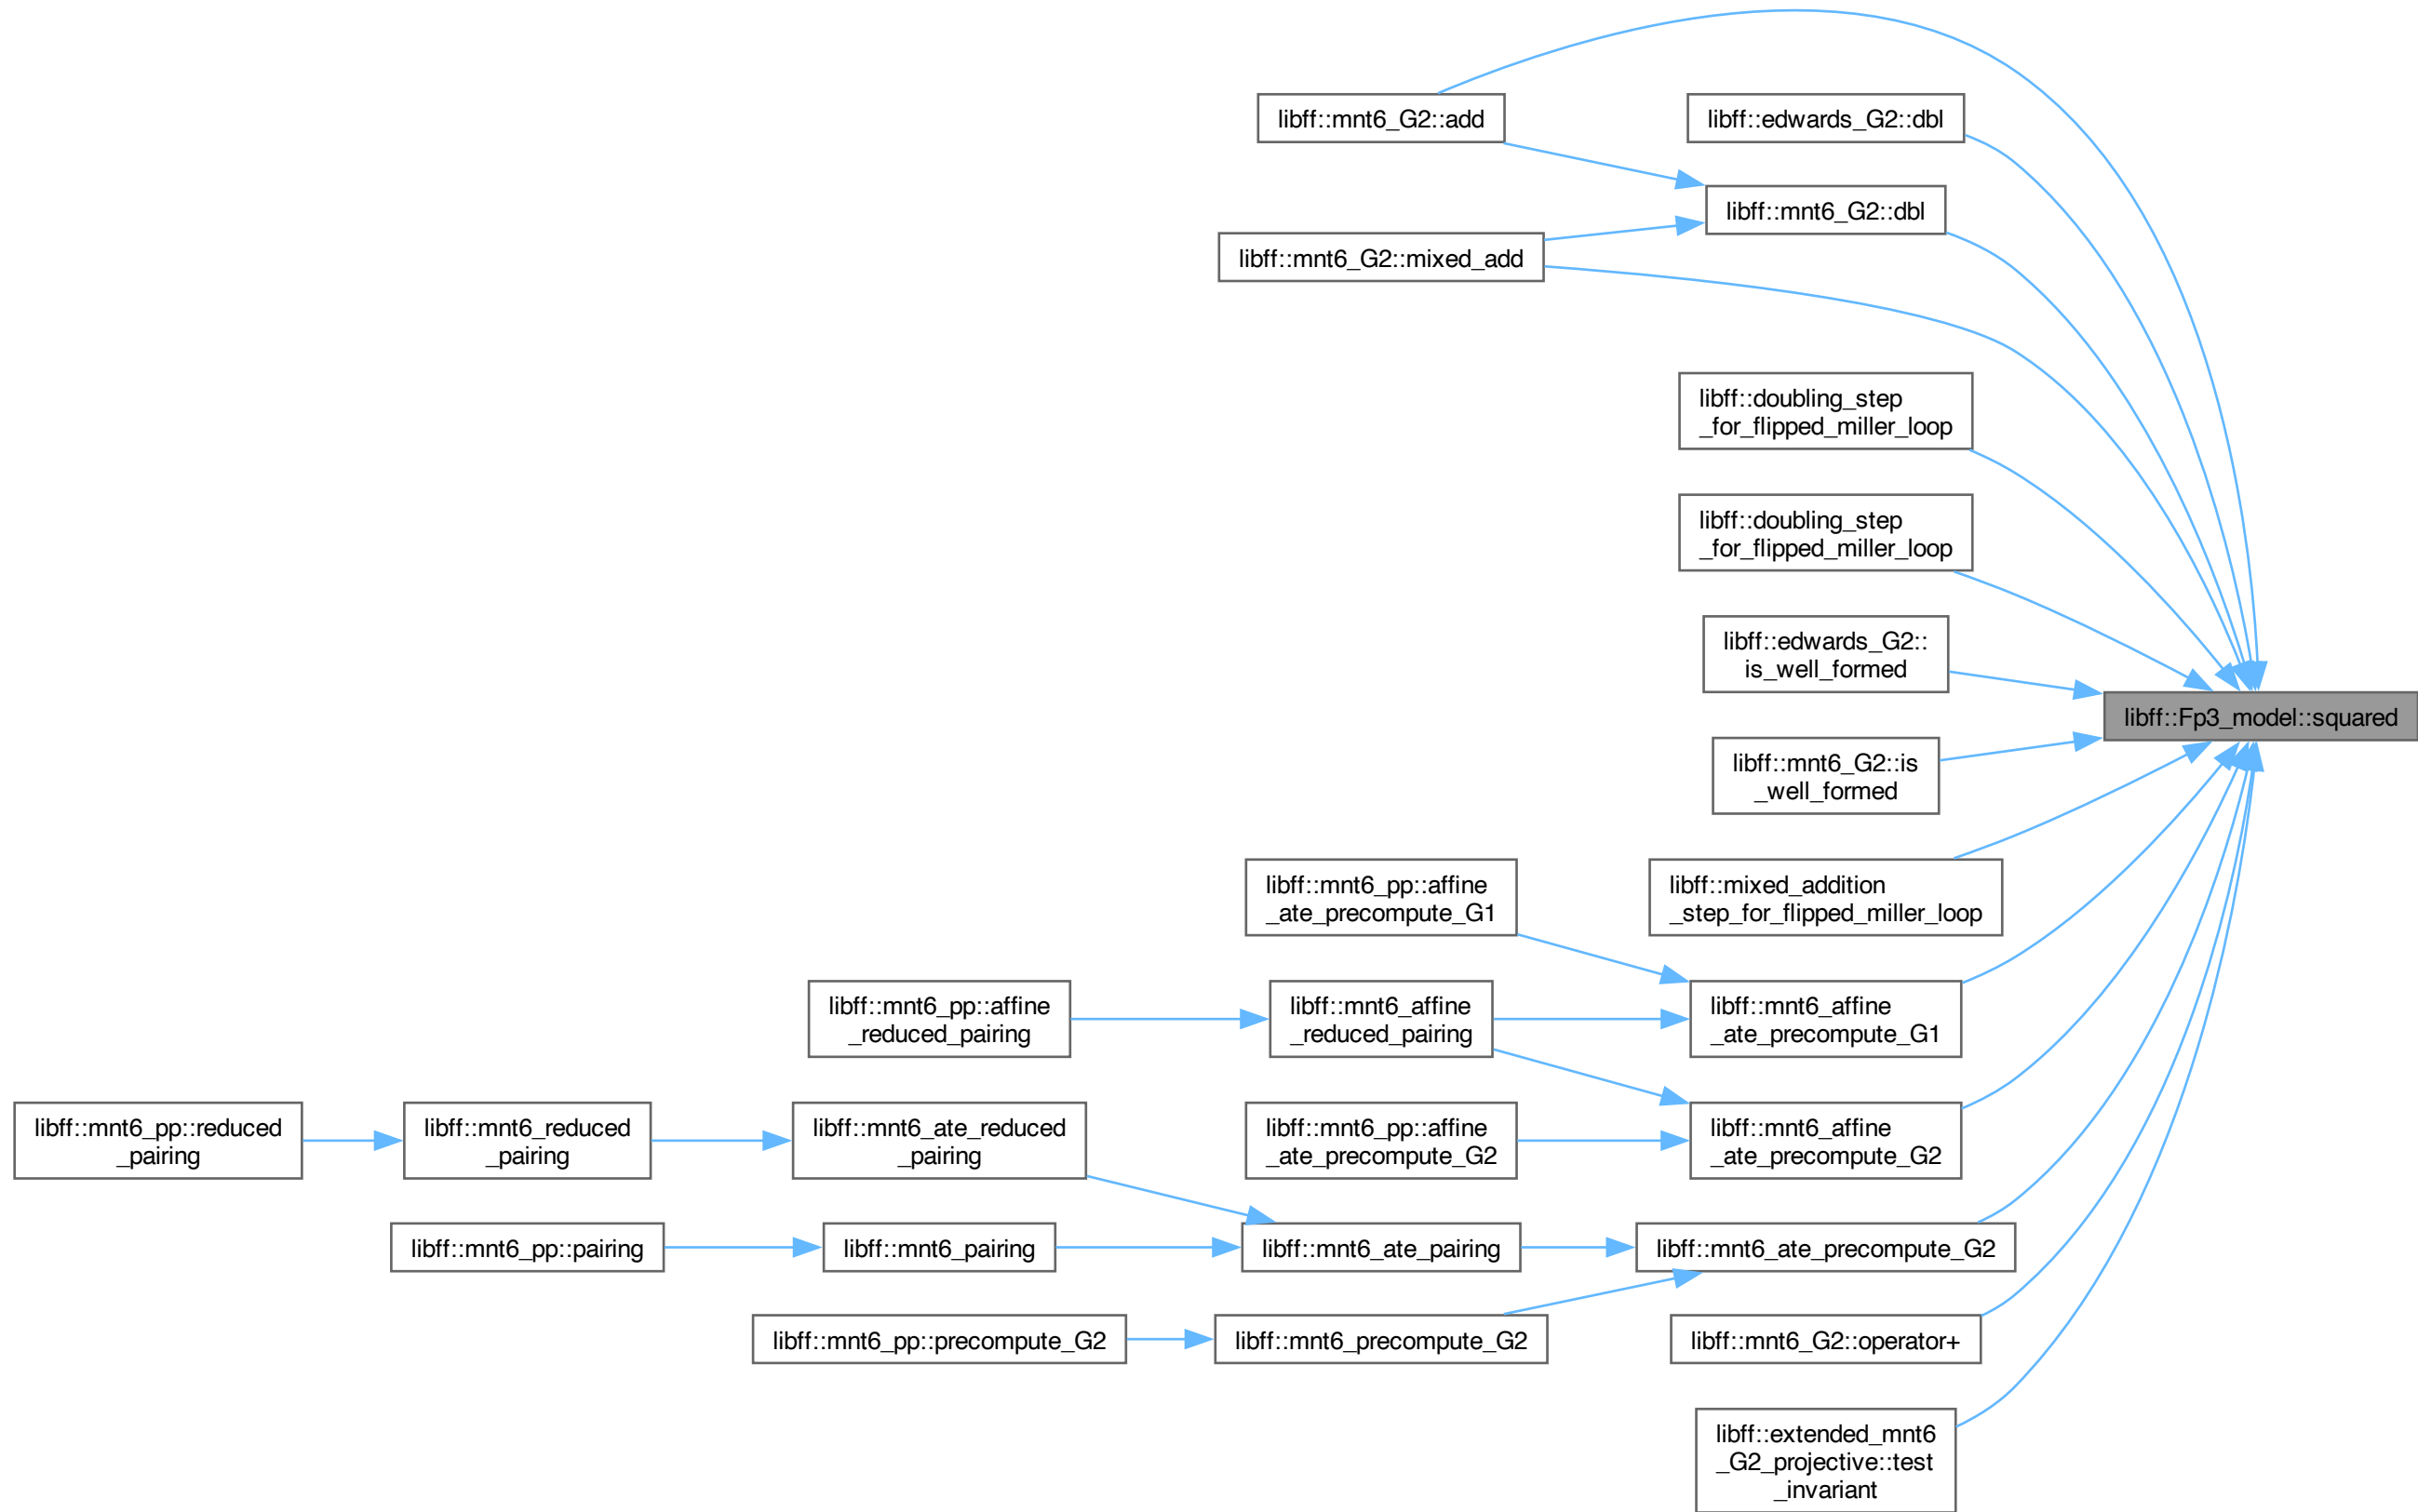 libff::mnt6_G2::add
libff::edwards_G2::dbl
libff::mnt6_G2::dbl
libff::mnt6_G2::mixed_add
libff::doubling_step
_for_flipped_miller_loop
libff::doubling_step
_for_flipped_miller_loop
libff::edwards_G2::
is_well_formed
libff::Fp3_model::squared
libff::mnt6_G2::is
_well_formed
libff::mnt6_pp::affine
_ate_precompute_G1
libff::mixed_addition
_step_for_flipped_miller_loop
libff::mnt6_pp::affine
_reduced_pairing
libff::mnt6_affine
_reduced_pairing
libff::mnt6_affine
_ate_precompute_G1
libff::mnt6_pp::reduced
_pairing
libff::mnt6_reduced
_pairing
libff::mnt6_ate_reduced
_pairing
libff::mnt6_pp::affine
_ate_precompute_G2
libff::mnt6_affine
_ate_precompute_G2
libff::mnt6_pp::pairing
libff::mnt6_pairing
libff::mnt6_ate_pairing
libff::mnt6_ate_precompute_G2
libff::mnt6_pp::precompute_G2
libff::mnt6_precompute_G2
libff::mnt6_G2::operator+
libff::extended_mnt6
_G2_projective::test
_invariant